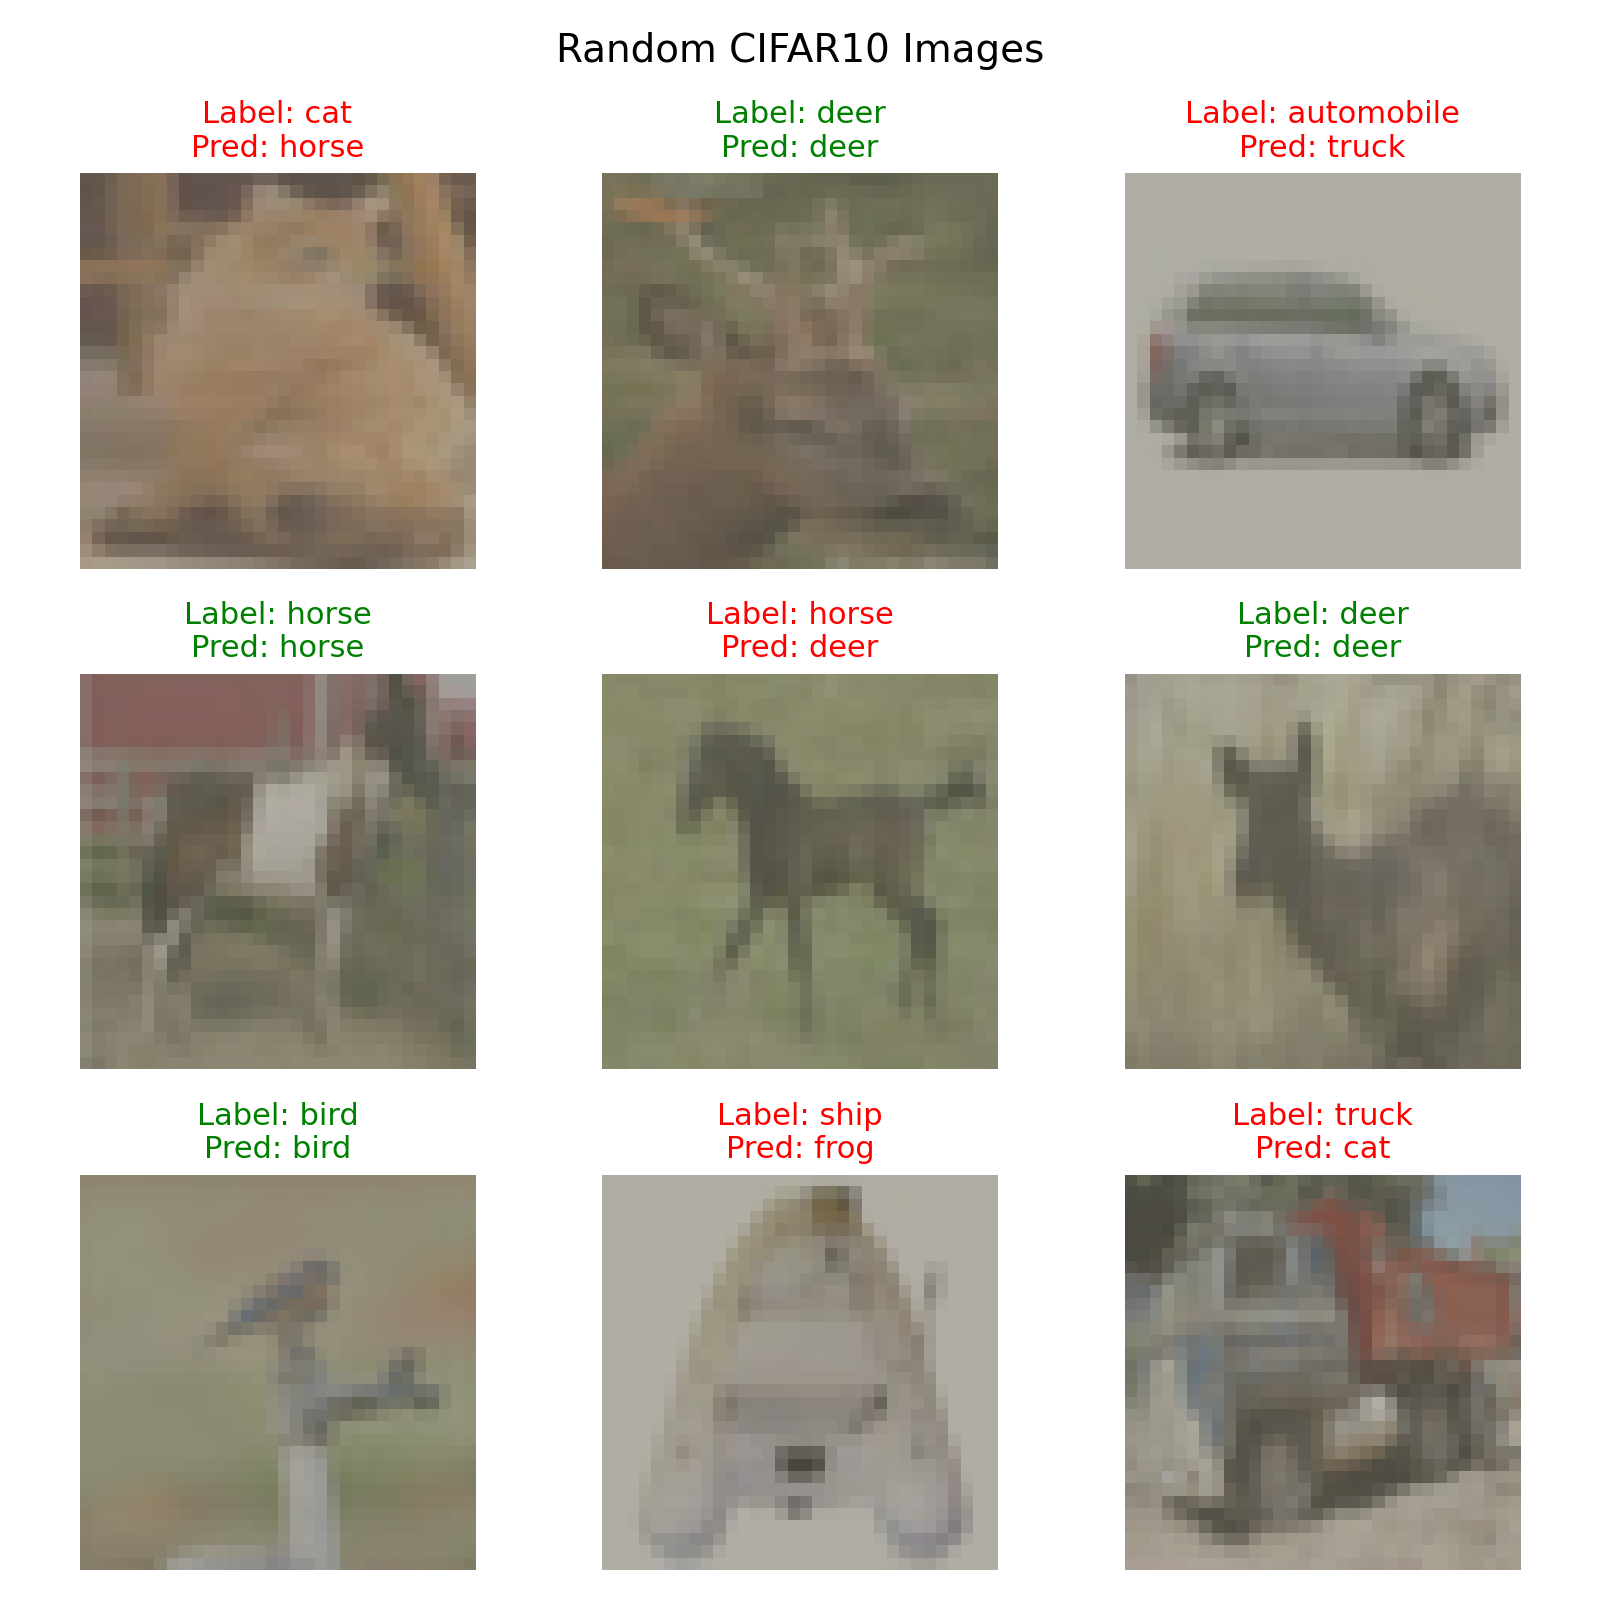 Random CIFAR10 Images
Label: cat
Pred: horse
Label: deer
Pred: deer
Label: automobile
Pred: truck
Label: horse
Pred: horse
Label: horse
Pred: deer
Label: deer
Pred: deer
Label: bird
Pred: bird
Label: ship
Pred: frog
Label: truck
Pred: cat